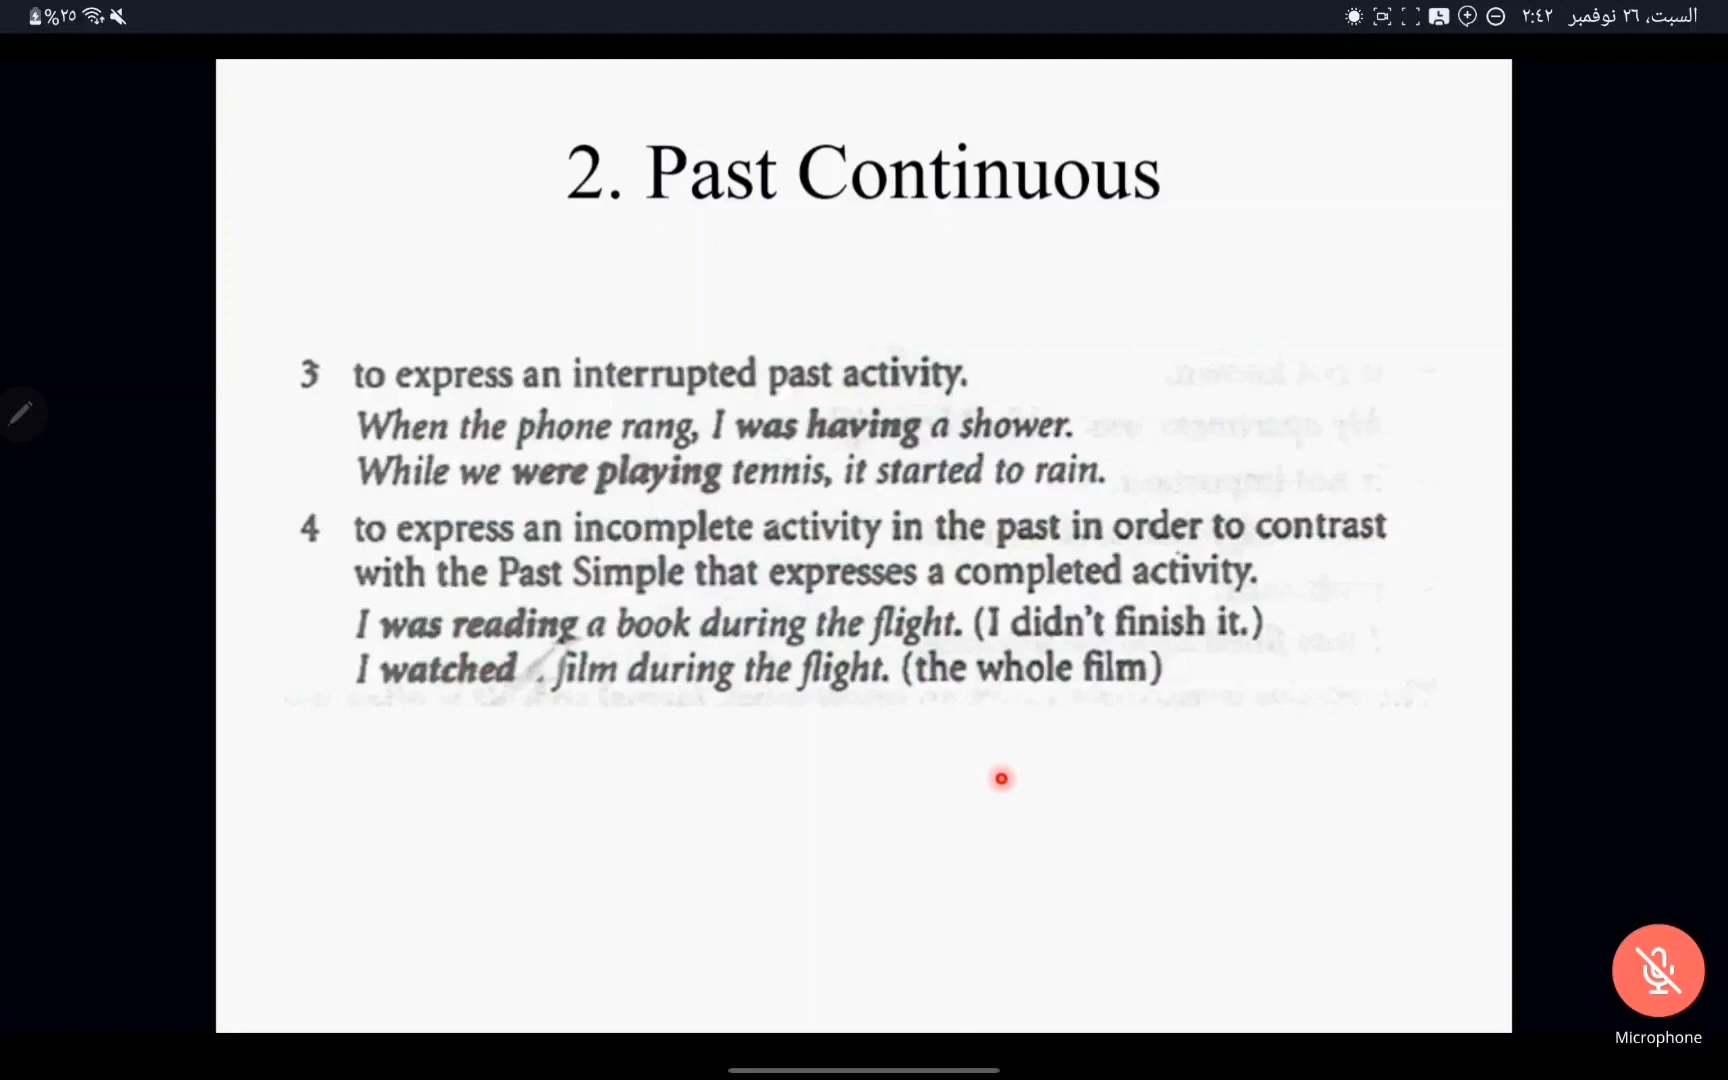 %٢٥
السبت، ٢٦ نوفمبر ٢:٤٢
2. Past Continuous
3 to express an interrupted past activity.
When the phone rang, I was having a shower.
While we were playing tennis, it started to rain.
4 to express an incomplete activity in the past in order to contrast
with the Past Simple that expresses a completed activity.
I was reading a book during the flight. (I didn't finish it.)
I watched film during the flight. (the whole film)
Microphone